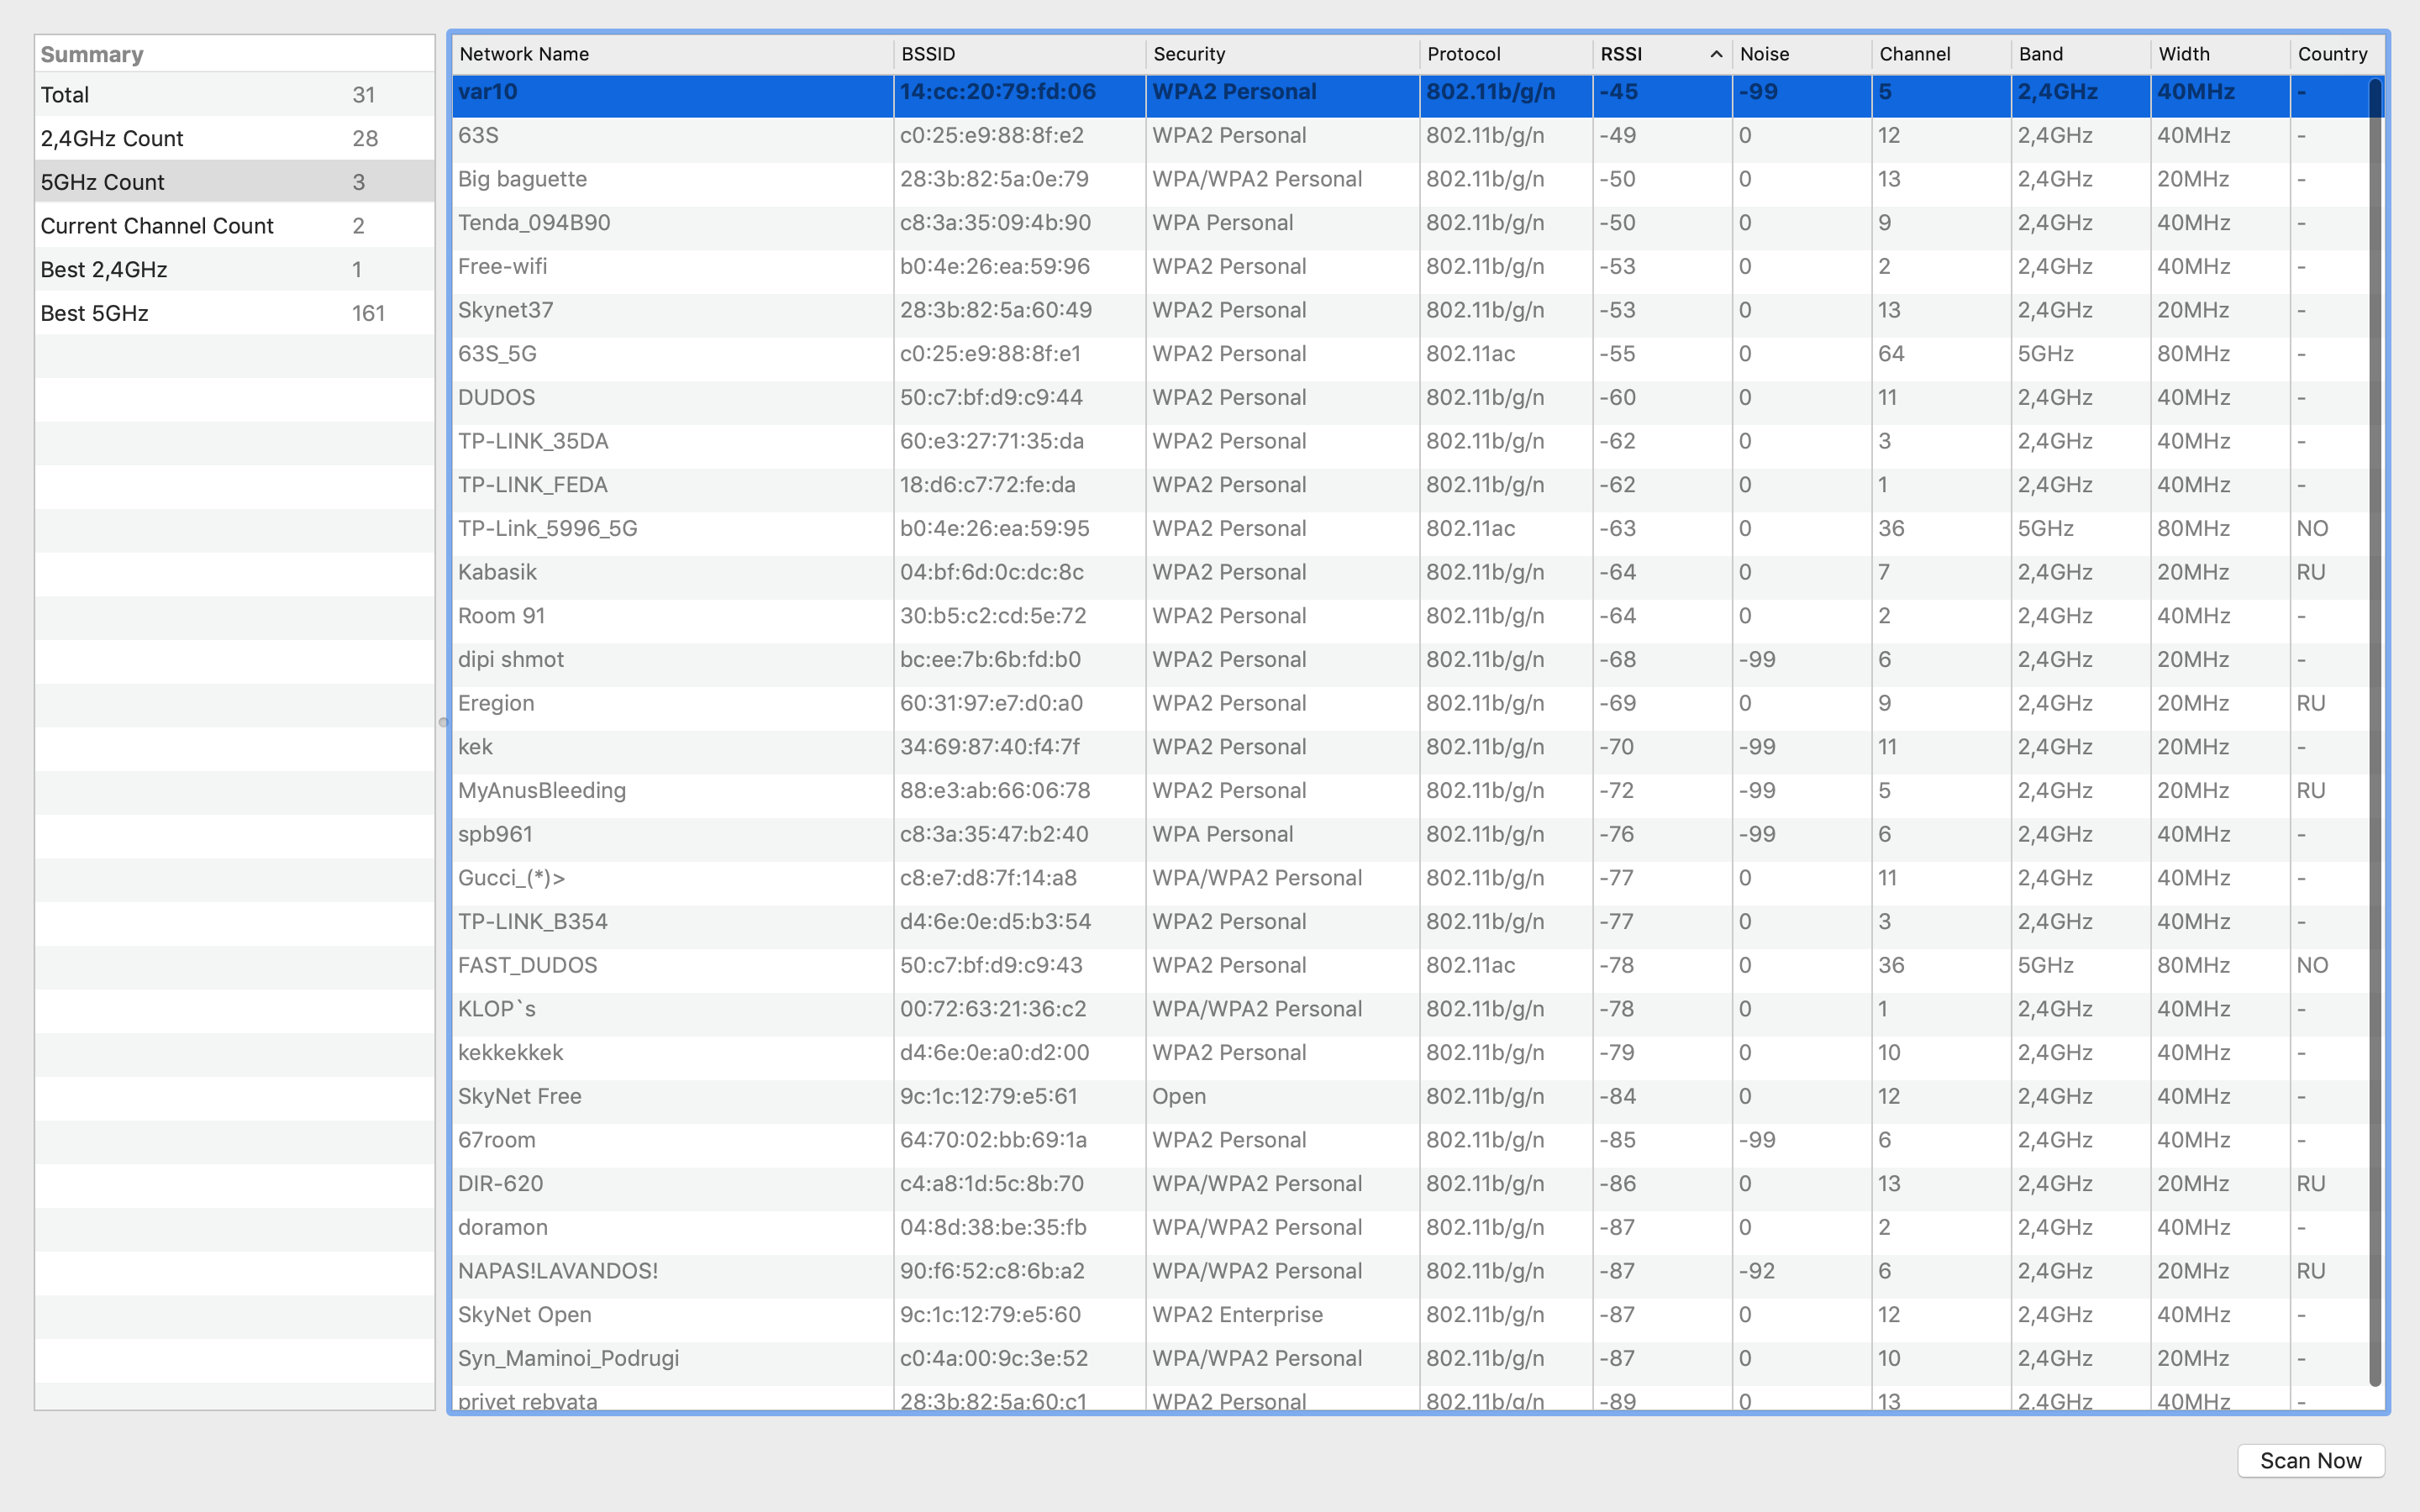 Summary
Total 31
2,4GHz Count 28
5GHz Count 3
Current Channel Count 2
Best 2,4GHz 1
Best 5GHz 161
Network Name BSSID Security Protocol RSSI Noise Channel Band Width Country
var10 14:cc:20:79:fd:06 WPA2 Personal 802.11b/g/n -45 -99 5 2,4GHz 40MHz -
63S c0:25:e9:88:8f:e2 WPA2 Personal 802.11b/g/n -49 0 12 2,4GHz 40MHz -
Big baguette 28:3b:82:5a:0e:79 WPA/WPA2 Personal 802.11b/g/n -50 0 13 2,4GHz 20MHz -
Tenda_094B90 c8:3a:35:09:4b:90 WPA Personal 802.11b/g/n -50 0 9 2,4GHz 40MHz -
Free-wifi b0:4e:26:ea:59:96 WPA2 Personal 802.11b/g/n -53 0 2 2,4GHz 40MHz -
Skynet37 28:3b:82:5a:60:49 WPA2 Personal 802.11b/g/n -53 0 13 2,4GHz 20MHz -
63S_5G c0:25:e9:88:8f:e1 WPA2 Personal 802.11ac -55 0 64 5GHz 80MHz -
DUDOS 50:c7:bf:d9:c9:44 WPA2 Personal 802.11b/g/n -60 0 11 2,4GHz 40MHz -
TP-LINK_35DA 60:e3:27:71:35:da WPA2 Personal 802.11b/g/n -62 0 3 2,4GHz 40MHz -
TP-LINK_FEDA 18:d6:c7:72:fe:da WPA2 Personal 802.11b/g/n -62 0 1 2,4GHz 40MHz -
TP-Link_5996_5G b0:4e:26:ea:59:95 WPA2 Personal 802.11ac -63 0 36 5GHz 80MHz NO
Kabasik 04:bf:6d:0c:dc:8c WPA2 Personal 802.11b/g/n -64 0 7 2,4GHz 20MHz RU
Room 91 30:b5:c2:cd:5e:72 WPA2 Personal 802.11b/g/n -64 0 2 2,4GHz 40MHz -
dipi shmot bc:ee:7b:6b:fd:b0 WPA2 Personal 802.11b/g/n -68 -99 6 2,4GHz 20MHz -
Eregion 60:31:97:e7:d0:a0 WPA2 Personal 802.11b/g/n -69 0 9 2,4GHz 20MHz RU
kek 34:69:87:40:f4:7f WPA2 Personal 802.11b/g/n -70 -99 11 2,4GHz 20MHz -
MyAnusBleeding 88:e3:ab:66:06:78 WPA2 Personal 802.11b/g/n -72 -99 5 2,4GHz 20MHz RU
spb961 c8:3a:35:47:b2:40 WPA Personal 802.11b/g/n -76 -99 6 2,4GHz 40MHz -
Gucci_(*)> c8:e7:d8:7f:14:a8 WPA/WPA2 Personal 802.11b/g/n -77 0 11 2,4GHz 40MHz -
TP-LINK_B354 d4:6e:0e:d5:b3:54 WPA2 Personal 802.11b/g/n -77 0 3 2,4GHz 40MHz -
FAST_DUDOS 50:c7:bf:d9:c9:43 WPA2 Personal 802.11ac -78 0 36 5GHz 80MHz NO
KLOP`s 00:72:63:21:36:c2 WPA/WPA2 Personal 802.11b/g/n -78 0 1 2,4GHz 40MHz -
kekkekkek d4:6e:0e:a0:d2:00 WPA2 Personal 802.11b/g/n -79 0 10 2,4GHz 40MHz -
SkyNet Free 9c:1c:12:79:e5:61 Open 802.11b/g/n -84 0 12 2,4GHz 40MHz -
67room 64:70:02:bb:69:1a WPA2 Personal 802.11b/g/n -85 -99 6 2,4GHz 40MHz -
DIR-620 c4:a8:1d:5c:8b:70 WPA/WPA2 Personal 802.11b/g/n -86 0 13 2,4GHz 20MHz RU
doramon 04:8d:38:be:35:fb WPA/WPA2 Personal 802.11b/g/n -87 0 2 2,4GHz 40MHz -
NAPAS!LAVANDOS! 90:f6:52:c8:6b:a2 WPA/WPA2 Personal 802.11b/g/n -87 -92 6 2,4GHz 20MHz RU
SkyNet Open 9c:1c:12:79:e5:60 WPA2 Enterprise 802.11b/g/n -87 0 12 2,4GHz 40MHz -
Syn_Maminoi_Podrugi c0:4a:00:9c:3e:52 WPA/WPA2 Personal 802.11b/g/n -87 0 10 2,4GHz 20MHz -
privet rebyata 28:3b:82:5a:60:c1 WPA2 Personal 802.11b/g/n -89 0 13 2,4GHz 40MHz -
Scan Now